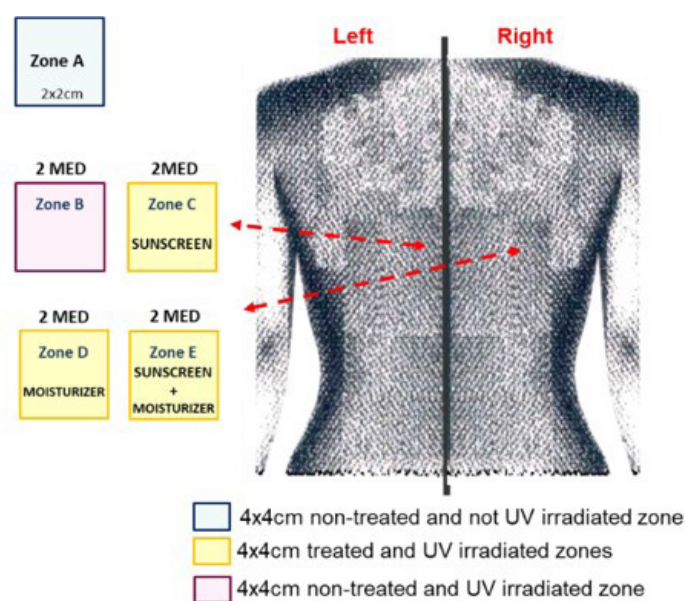 Left Right
Zone A
2x2cm
2 MED 2MED
Zone B Zone C
SUNSCREEN
2 MED 2 MED
Zone D Zone E
MOISTURIZER SUNSCREEN
+
MOISTURIZER
4x4cm non-treated and not UV irradiated zone
4x4cm treated and UV irradiated zones
4x4cm non-treated and UV irradiated zone